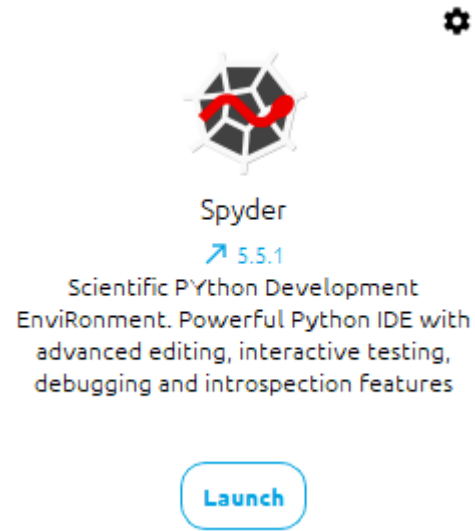 Spyder
5.5.1
Scientific PYthon Development
EnviRonment. Powerful Python IDE with
advanced editing, interactive testing,
debugging and introspection features
Launch